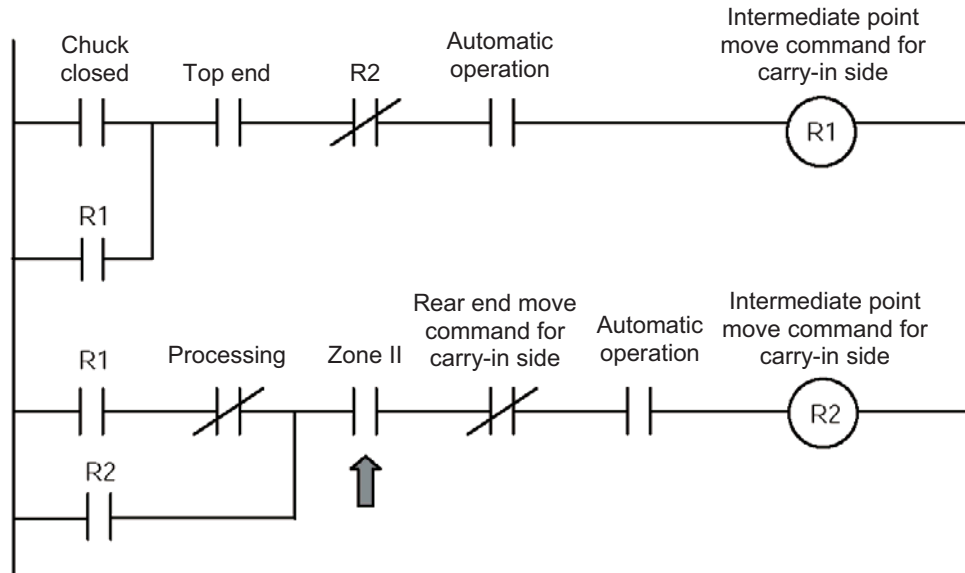 Chuck
closed
Top end
R2
Automatic
operation
Intermediate point
move command for
carry-in side
R1
R1
R1
Processing
Zone II
Rear end move
command for
carry-in side
Automatic
operation
Intermediate point
move command for
carry-in side
R2
R2